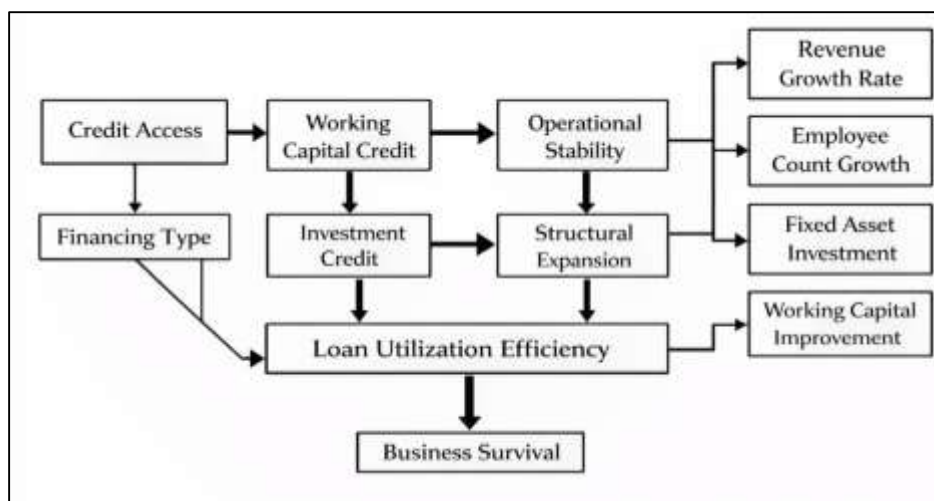 Revenue
Growth Rate
Credit Access
Working
Capital Credit
Operational
Stability
Employee
Count Growth
Financing Type
Investment
Credit
Structural
Expansion
Fixed Asset
Investment
Working Capital
Improvement
Loan Utilization Efficiency
Business Survival